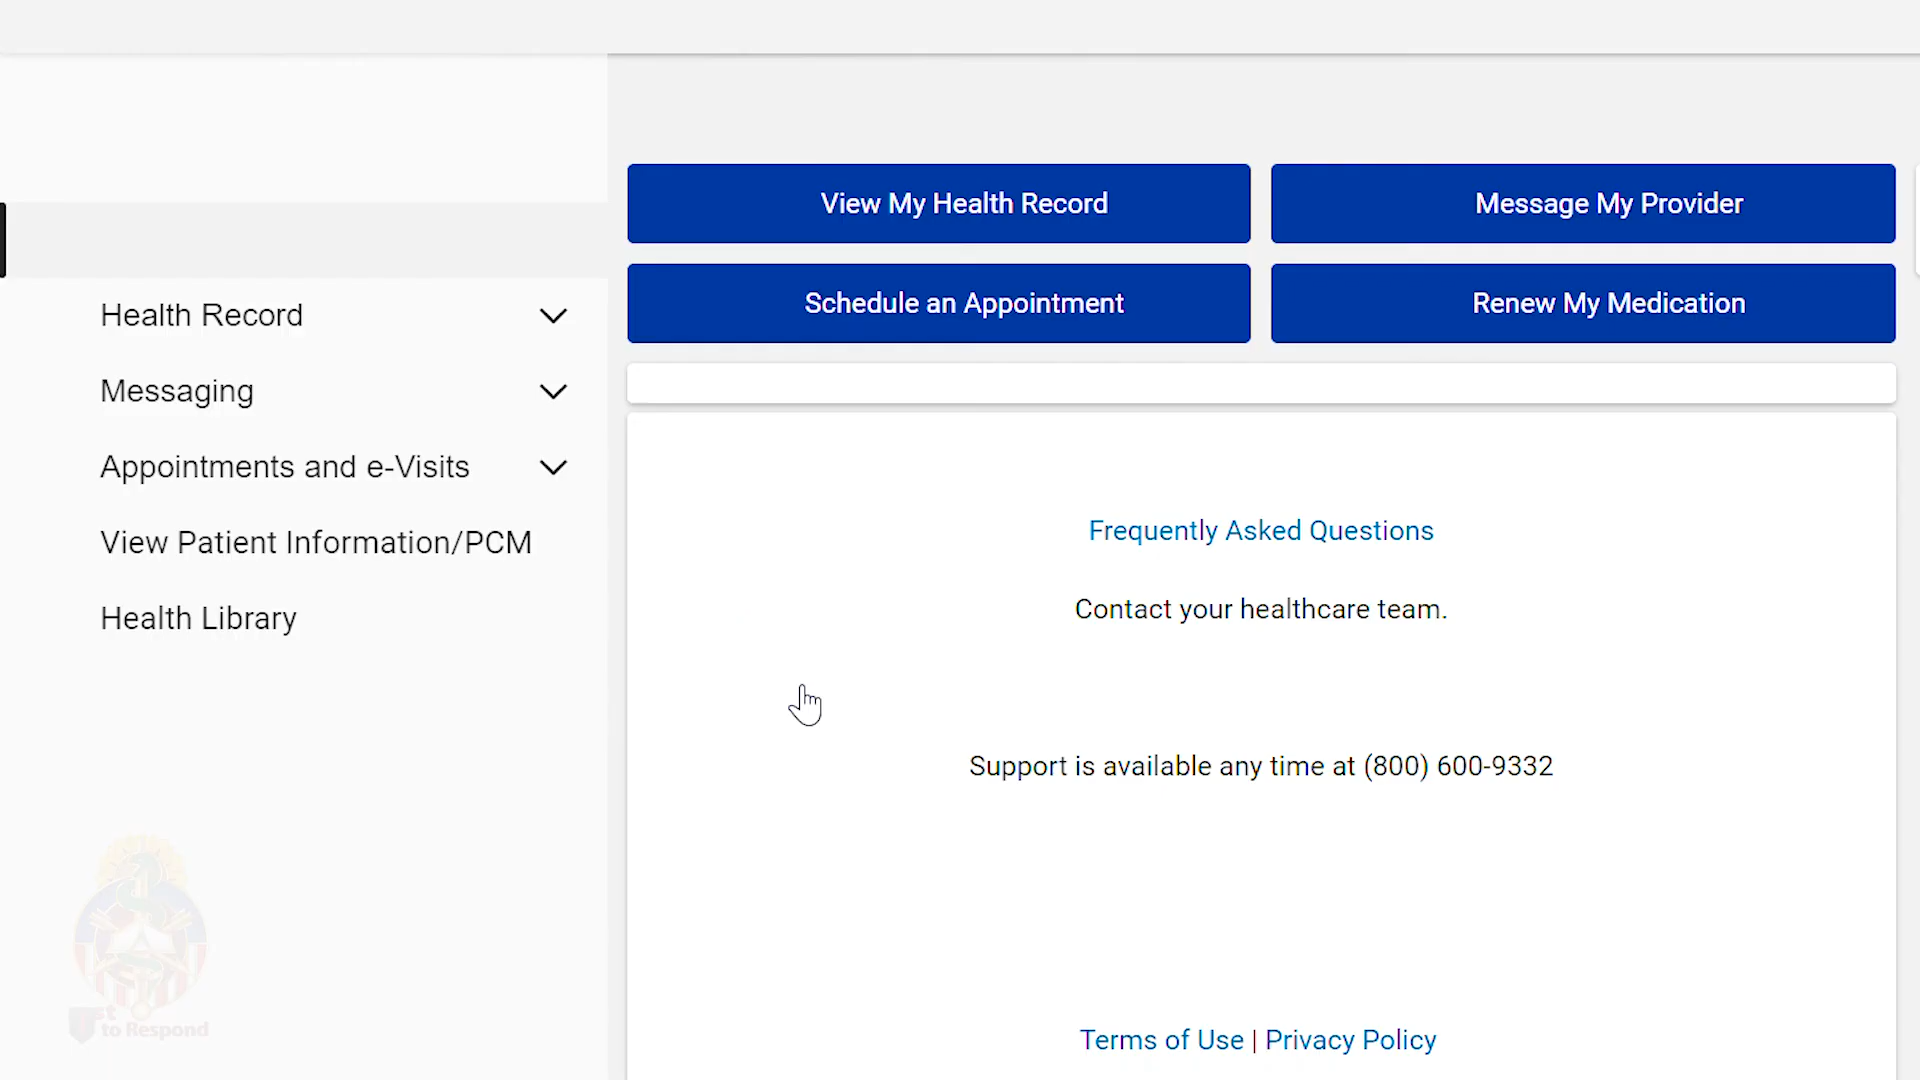 View My Health Record
Message My Provider
Schedule an Appointment
Renew My Medication
Health Record
Messaging
Appointments and e-Visits
View Patient Information/PCM
Health Library
Frequently Asked Questions
Contact your healthcare team.
Support is available any time at (800) 600-9332
Terms of Use | Privacy Policy
to Respond